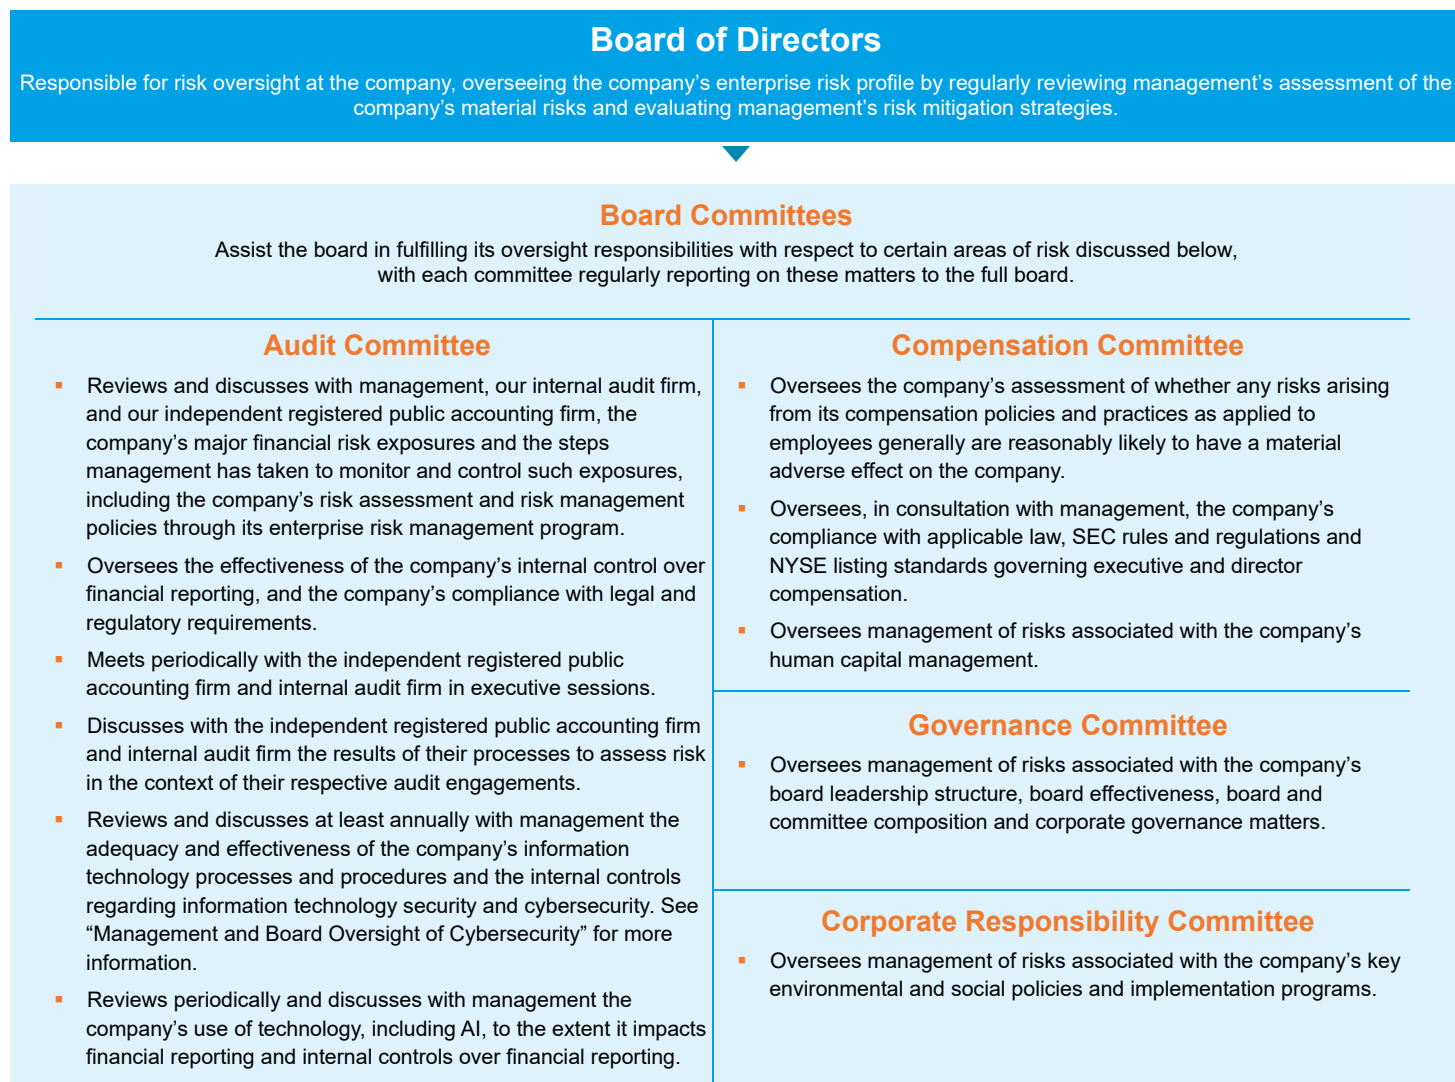 Board of Directors
Responsible for risk oversight at the company, overseeing the company’s enterprise risk profile by regularly reviewing management’s assessment of the
company’s material risks and evaluating management’s risk mitigation strategies.
Board Committees
Assist the board in fulfilling its oversight responsibilities with respect to certain areas of risk discussed below,
with each committee regularly reporting on these matters to the full board.
Audit Committee
▪ Reviews and discusses with management, our internal audit firm,
and our independent registered public accounting firm, the
company’s major financial risk exposures and the steps
management has taken to monitor and control such exposures,
including the company’s risk assessment and risk management
policies through its enterprise risk management program.
▪ Oversees the effectiveness of the company’s internal control over
financial reporting, and the company’s compliance with legal and
regulatory requirements.
▪ Meets periodically with the independent registered public
accounting firm and internal audit firm in executive sessions.
▪ Discusses with the independent registered public accounting firm
and internal audit firm the results of their processes to assess risk
in the context of their respective audit engagements.
▪ Reviews and discusses at least annually with management the
adequacy and effectiveness of the company’s information
technology processes and procedures and the internal controls
regarding information technology security and cybersecurity. See
“Management and Board Oversight of Cybersecurity” for more
information.
▪ Reviews periodically and discusses with management the
company’s use of technology, including AI, to the extent it impacts
financial reporting and internal controls over financial reporting.
Compensation Committee
▪ Oversees the company’s assessment of whether any risks arising
from its compensation policies and practices as applied to
employees generally are reasonably likely to have a material
adverse effect on the company.
▪ Oversees, in consultation with management, the company’s
compliance with applicable law, SEC rules and regulations and
NYSE listing standards governing executive and director
compensation.
▪ Oversees management of risks associated with the company’s
human capital management.
Governance Committee
▪ Oversees management of risks associated with the company’s
board leadership structure, board effectiveness, board and
committee composition and corporate governance matters.
Corporate Responsibility Committee
▪ Oversees management of risks associated with the company’s key
environmental and social policies and implementation programs.